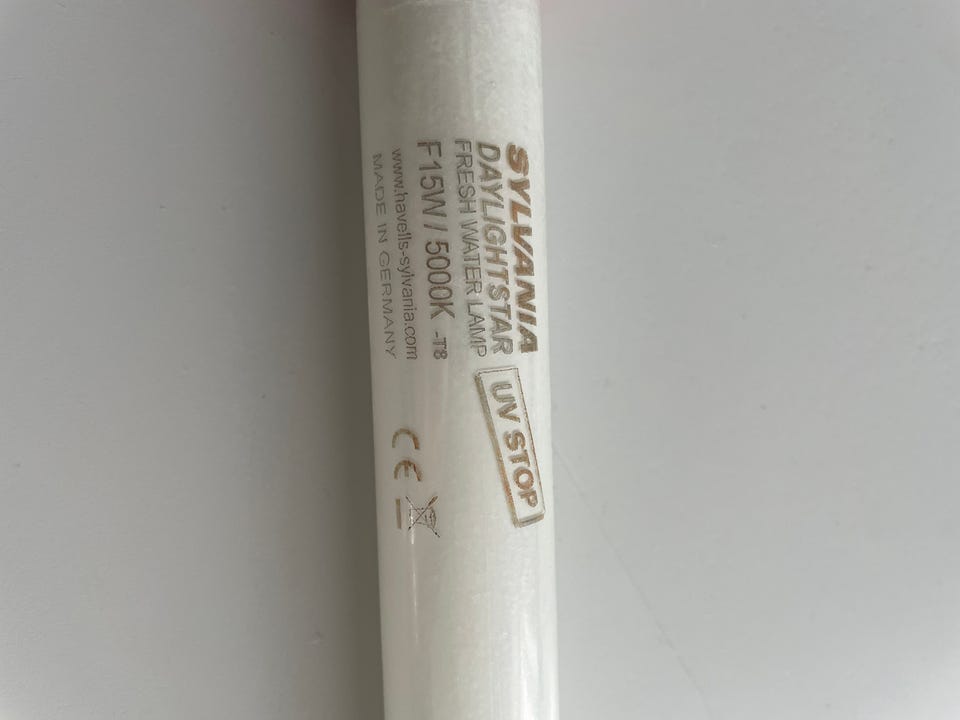 SYLVANIA
DAYLIGHTSTAR
FRESH WATER LAMP
F15W / 5000K -T8
www.havells-sylvania.com
MADE IN GERMANY
UV STOP
CE